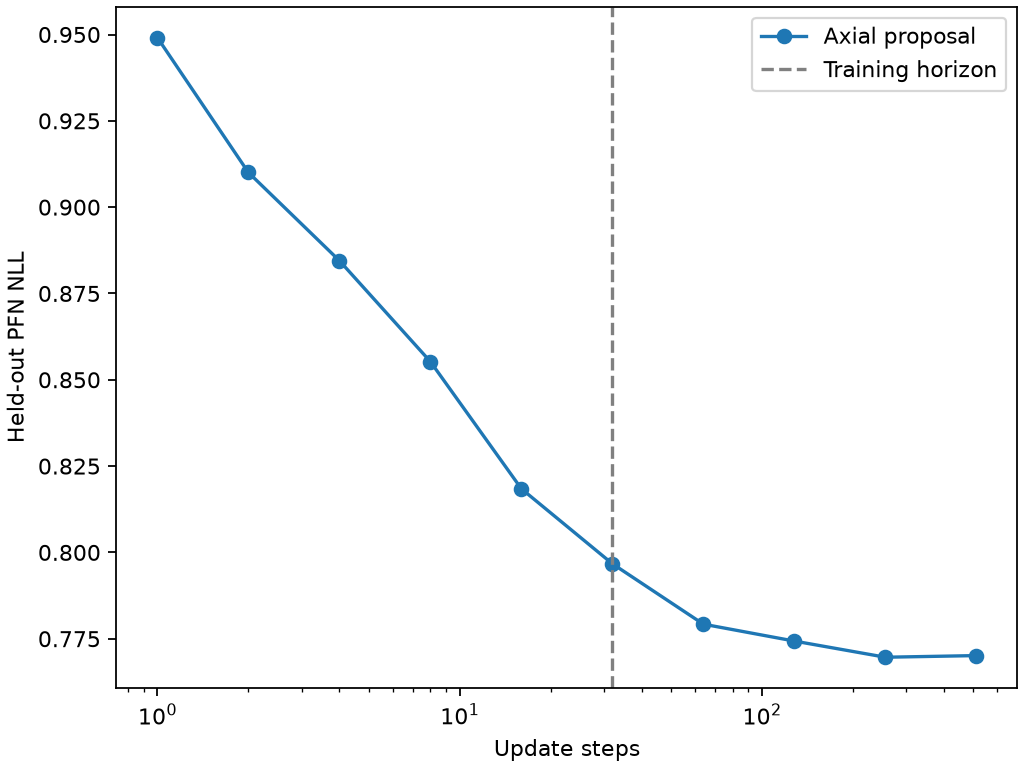 Axial proposal
Training horizon
0.950
0.925
0.900
0.875
0.850
0.825
0.800
0.775
Held-out PFN NLL
10⁰
10¹
10²
Update steps